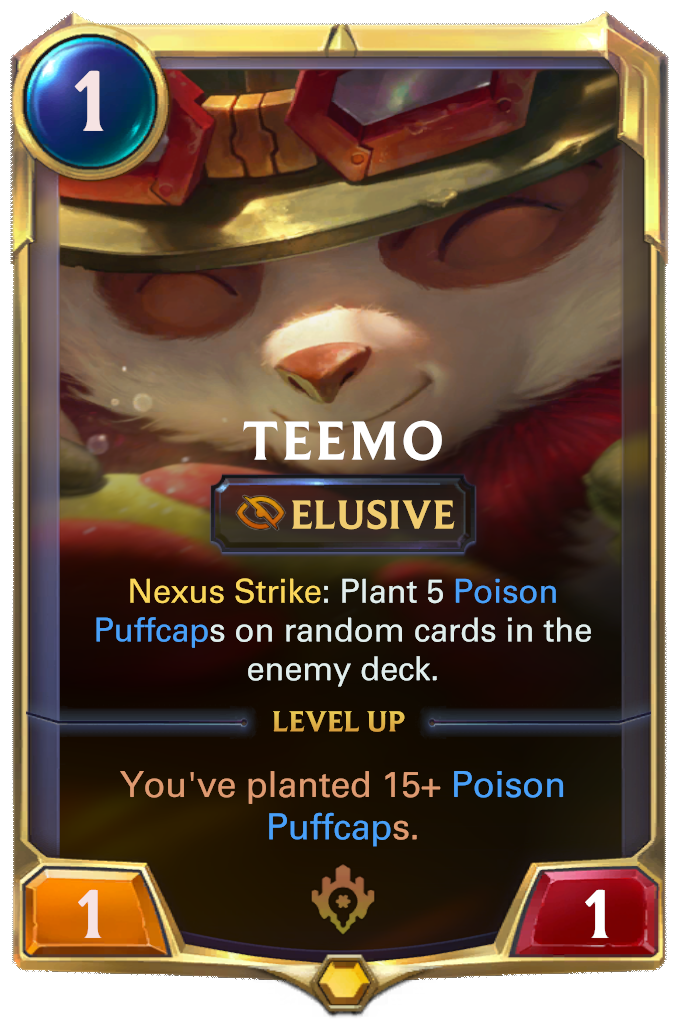 1
TEEMO
ELUSIVE
Nexus Strike: Plant 5 Poison
Puffcaps on random cards in the
enemy deck.
LEVEL UP
You've planted 15+ Poison
Puffcaps.
1 1